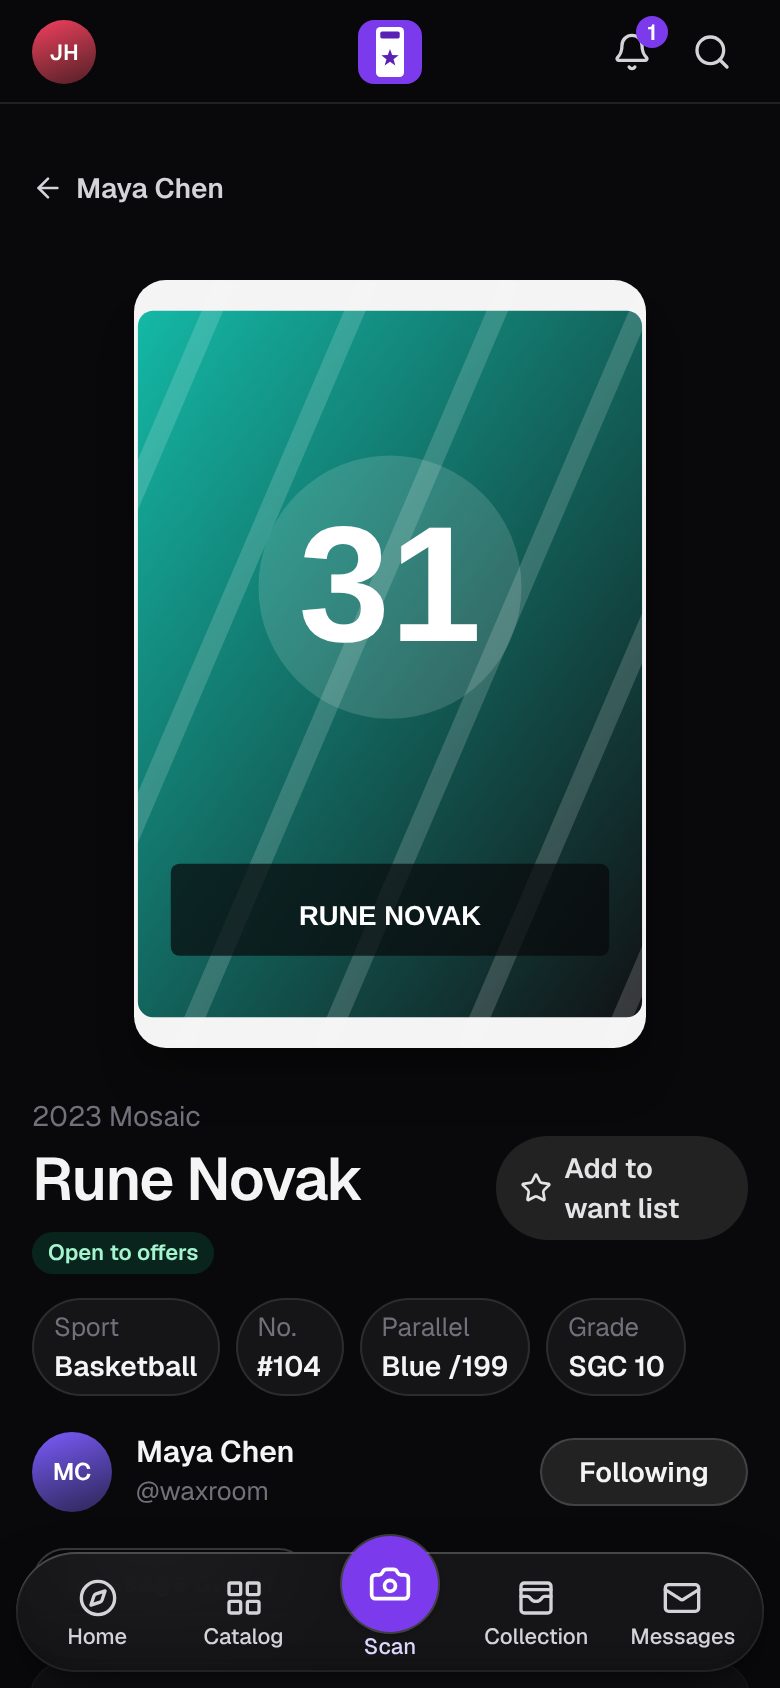 JH
1
Maya Chen
31
RUNE NOVAK
2023 Mosaic
Rune Novak
Add to
want list
Open to offers
Sport
Basketball
No.
#104
Parallel
Blue /199
Grade
SGC 10
MC
Maya Chen
@waxroom
Following
Home
Catalog
Scan
Collection
Messages